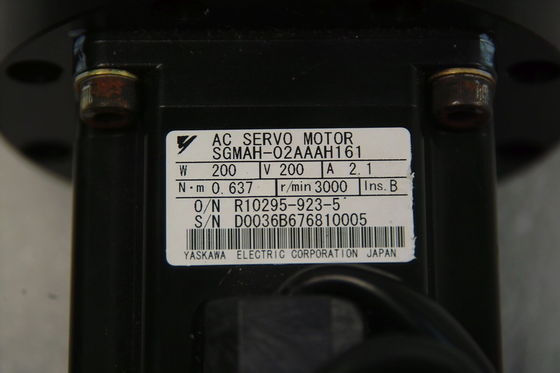 AC SERVO MOTOR
SGMAH-02AAAH161
W 200 V 200 A 2.1
N·m 0.637 r/min 3000 Ins. B
O/N R10295-923-5
S/N D0036B676810005
YASKAWA ELECTRIC CORPORATION JAPAN